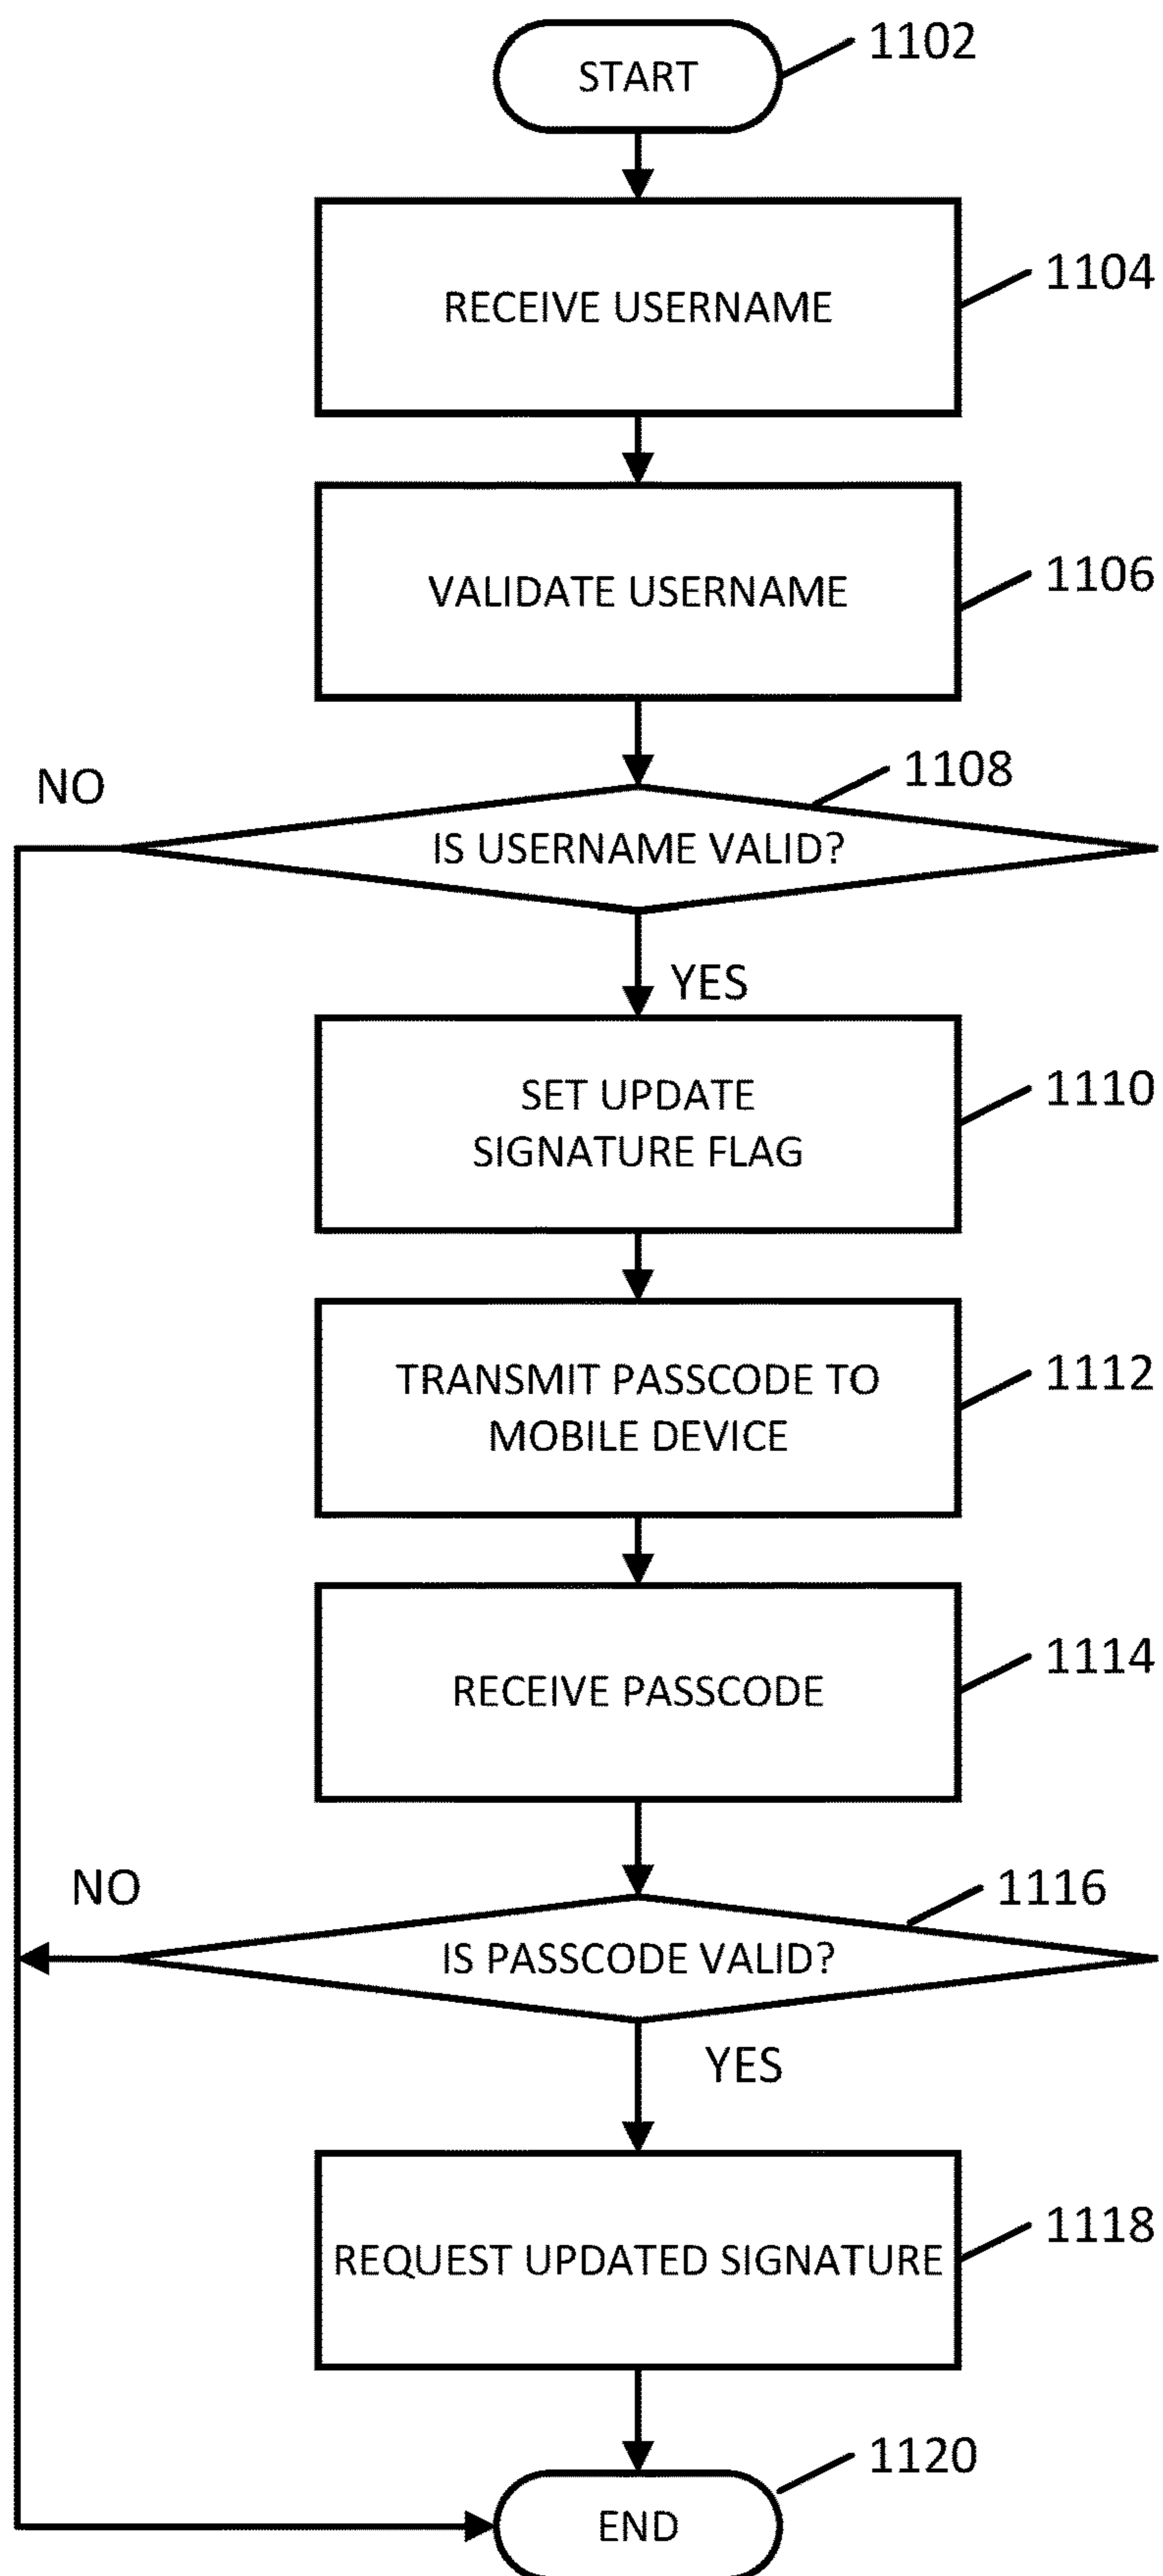 START
1102
RECEIVE USERNAME
1104
VALIDATE USERNAME
1106
NO
1108
IS USERNAME VALID?
YES
SET UPDATE
SIGNATURE FLAG
1110
TRANSMIT PASSCODE TO
MOBILE DEVICE
1112
RECEIVE PASSCODE
1114
NO
1116
IS PASSCODE VALID?
YES
REQUEST UPDATED SIGNATURE
1118
1120
END